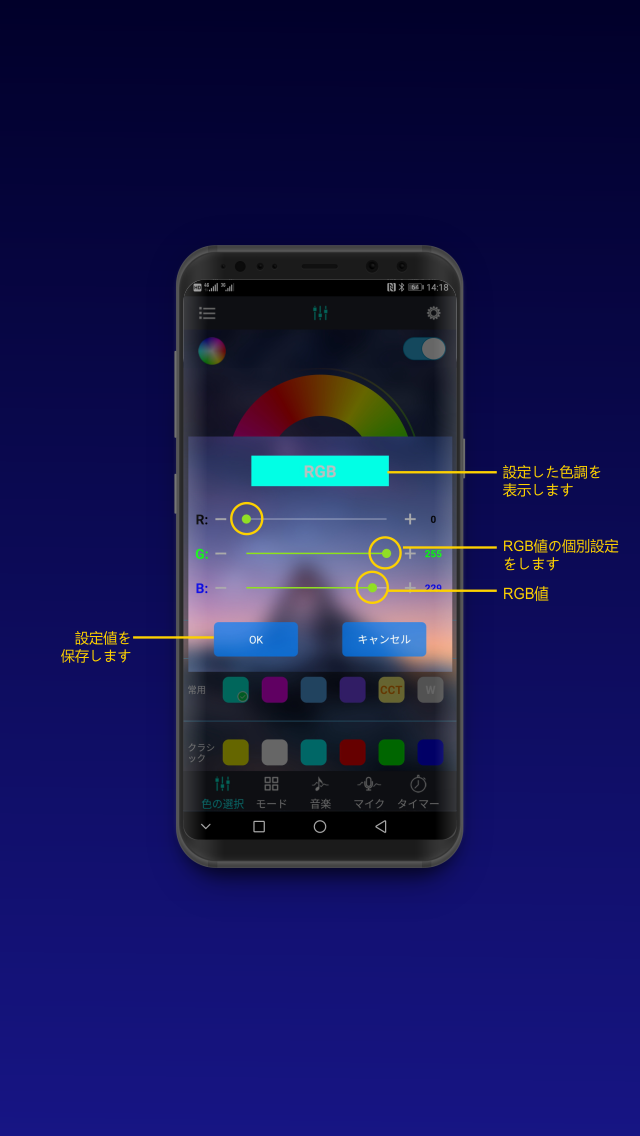 14:18
RGB
設定した色調を
表示します
R:
0
RGB値の個別設定
をします
G:
255
B:
229
RGB値
設定値を
保存します
OK
キャンセル
常用
CCT
W
クラシ
ック
色の選択
モード
音楽
マイク
タイマー